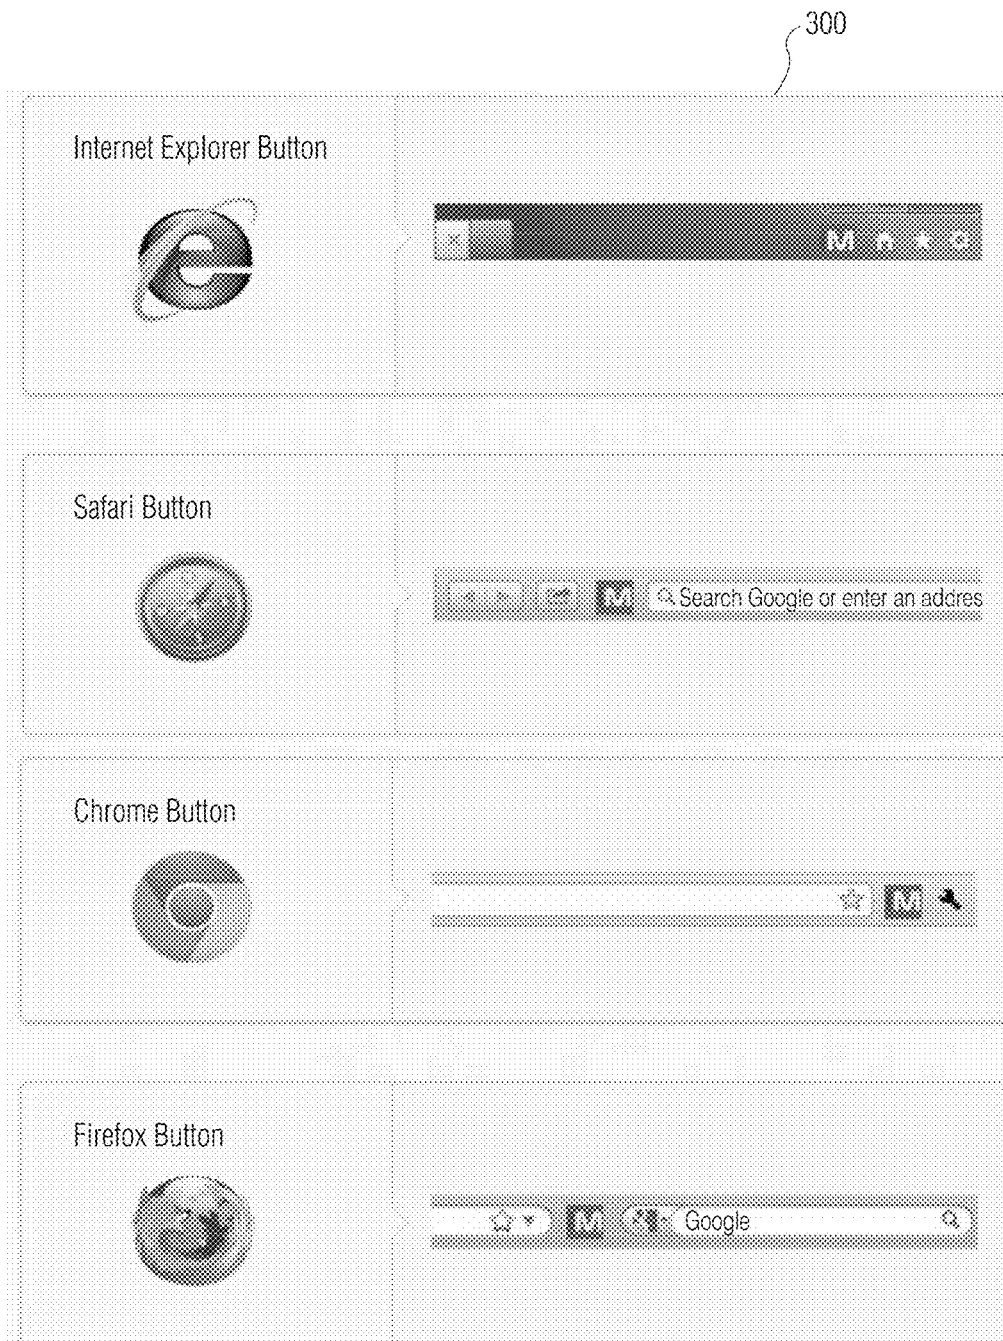 300
Internet Explorer Button
M
Safari Button
M Search Google or enter an addres
Chrome Button
M
Firefox Button
M Google